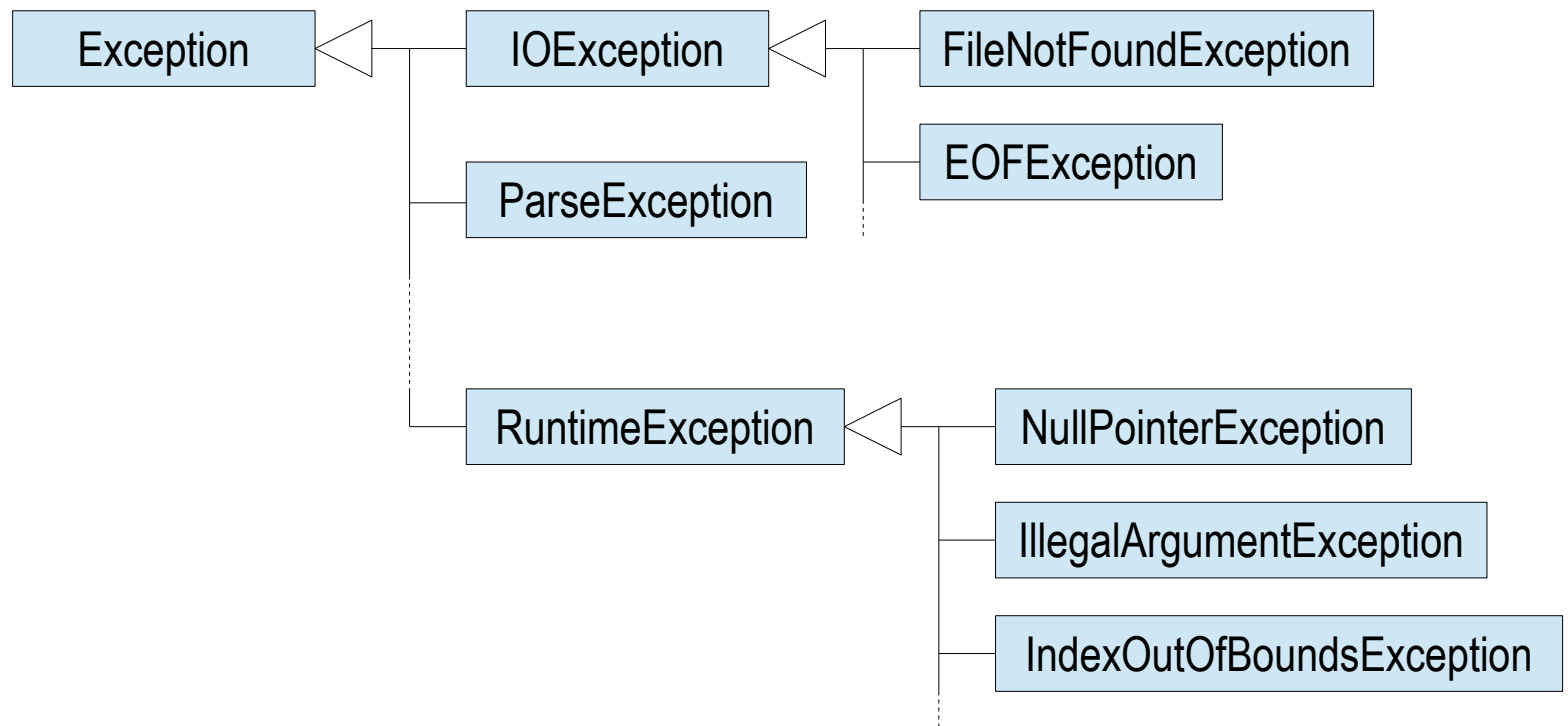 Exception
IOException
FileNotFoundException
EOFException
ParseException
RuntimeException
NullPointerException
IllegalArgumentException
IndexOutOfBoundsException